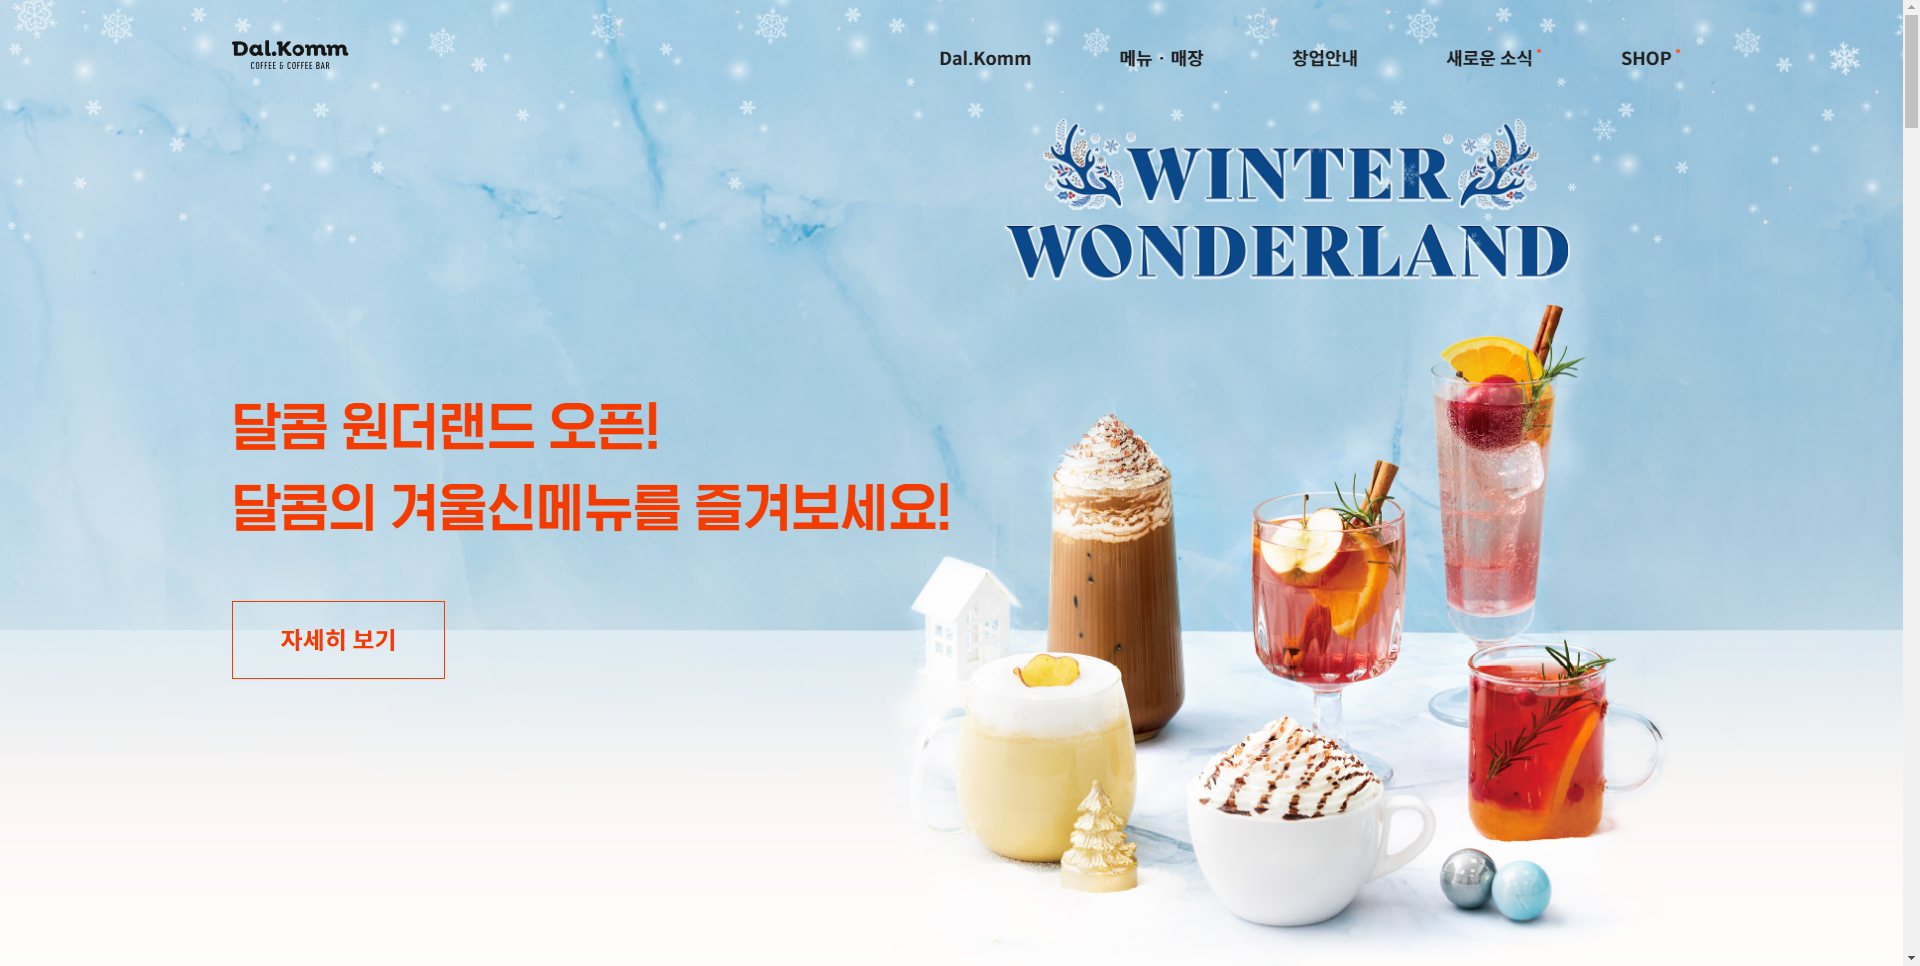 Dal.Komm
COFFEE & COFFEE BAR
Dal.Komm
메뉴 · 매장
창업안내
새로운 소식
SHOP
WINTER
WONDERLAND
달콤 원더랜드 오픈!
달콤의 겨울신메뉴를 즐겨보세요!
자세히 보기